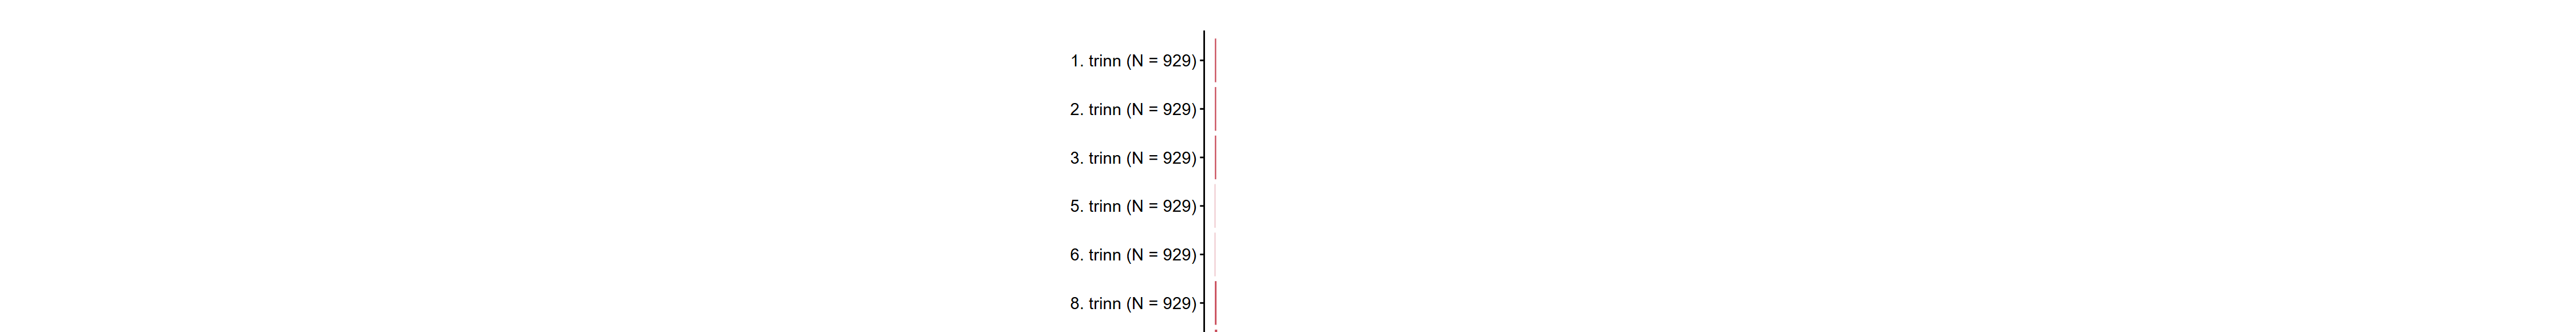 1. trinn (N = 929)
2. trinn (N = 929)
3. trinn (N = 929)
5. trinn (N = 929)
6. trinn (N = 929)
8. trinn (N = 929)